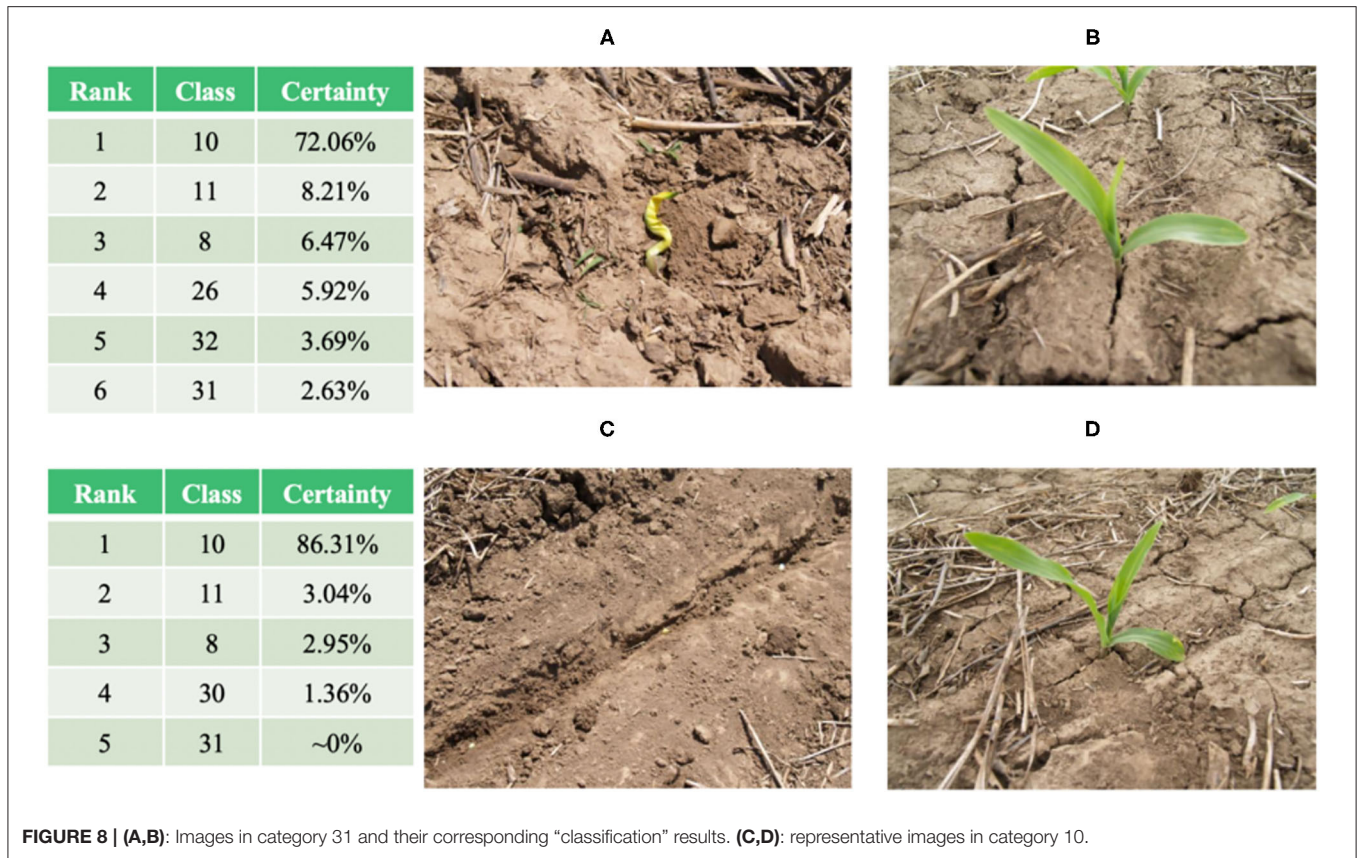 A
B
Rank Class Certainty
1 10 72.06%
2 11 8.21%
3 8 6.47%
4 26 5.92%
5 32 3.69%
6 31 2.63%
C
D
Rank Class Certainty
1 10 86.31%
2 11 3.04%
3 8 2.95%
4 30 1.36%
5 31 ~0%
FIGURE 8 | (A,B): Images in category 31 and their corresponding “classification” results. (C,D): representative images in category 10.